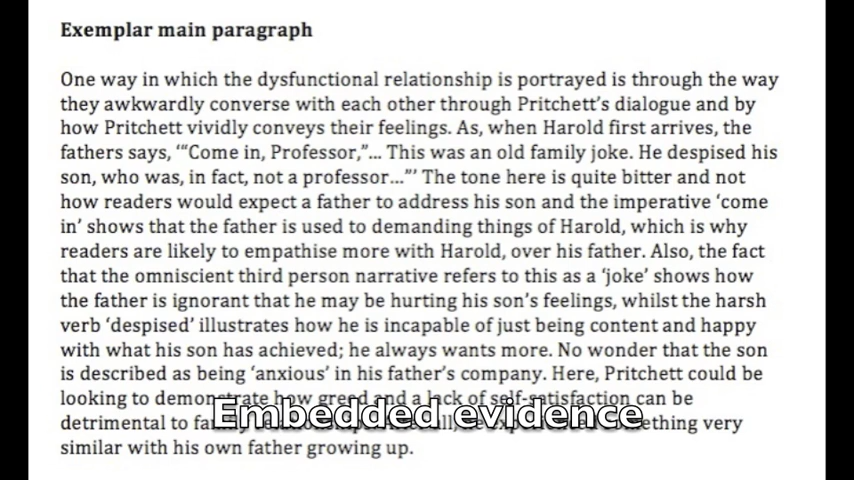 Exemplar main paragraph
One way in which the dysfunctional relationship is portrayed is through the way
they awkwardly converse with each other through Pritchett's dialogue and by
how Pritchett vividly conveys their feelings. As, when Harold first arrives, the
fathers says, '"Come in, Professor,"... This was an old family joke. He despised his
son, who was, in fact, not a professor..."' The tone here is quite bitter and not
how readers would expect a father to address his son and the imperative 'come
in' shows that the father is used to demanding things of Harold, which is why
readers are likely to empathise more with Harold, over his father. Also, the fact
that the omniscient third person narrative refers to this as a 'joke' shows how
the father is ignorant that he may be hurting his son's feelings, whilst the harsh
verb 'despised' illustrates how he is incapable of just being content and happy
with what his son has achieved; he always wants more. No wonder that the son
is described as being 'anxious' in his father's company. Here, Pritchett could be
looking to demonstrate how greed and a lack of self-satisfaction can be
detrimental to something very
Embedded evidence
similar with his own father growing up.